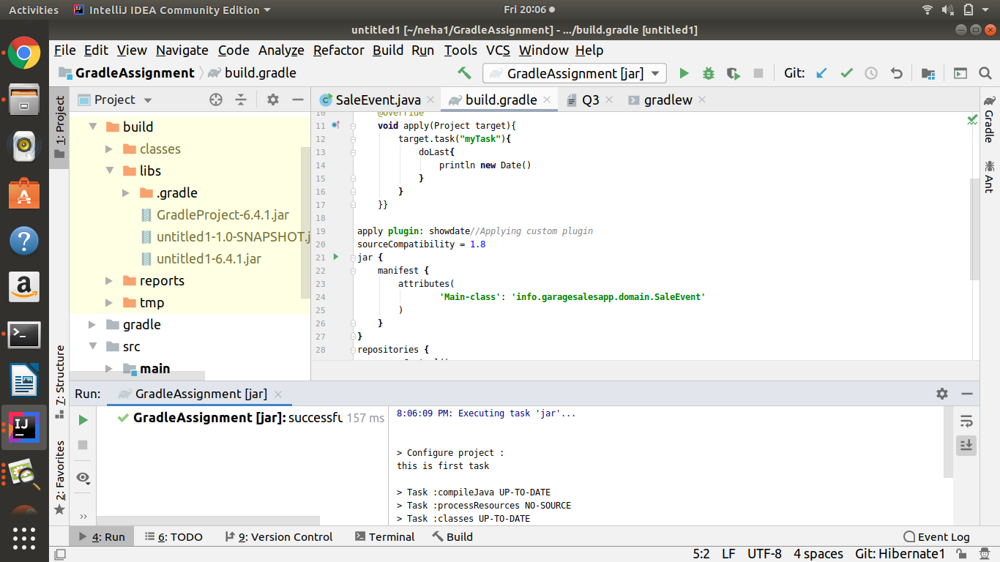 Activities IntelliJ IDEA Community Edition Fri 20:06
untitled1 [~/neha1/GradleAssignment] - .../build.gradle [untitled1]
File Edit View Navigate Code Analyze Refactor Build Run Tools VCS Window Help
GradleAssignment build.gradle GradleAssignment [jar] Git:
1: Project
7: Structure
2: Favorites
Project
build
classes
libs
.gradle
GradleProject-6.4.1.jar
untitled1-1.0-SNAPSHOT.j
untitled1-6.4.1.jar
reports
tmp
gradle
src
main
SaleEvent.java build.gradle Q3 gradlew
10 @Override
11 void apply(Project target){
12 target.task("myTask"){
13 doLast{
14 println new Date()
15 }
16 }
17 }}
18
19 apply plugin: showdate//Applying custom plugin
20 sourceCompatibility = 1.8
21 jar {
22 manifest {
23 attributes(
24 'Main-class': 'info.garagesalesapp.domain.SaleEvent'
25 )
26 }
27 }
28 repositories {
Gradle
Ant
Run: GradleAssignment [jar]
GradleAssignment [jar]: successfu 157 ms
8:06:09 PM: Executing task 'jar'...
> Configure project :
this is first task
> Task :compileJava UP-TO-DATE
> Task :processResources NO-SOURCE
> Task :classes UP-TO-DATE
4: Run 6: TODO 9: Version Control Terminal Build Event Log
5:2 LF UTF-8 4 spaces Git: Hibernate1